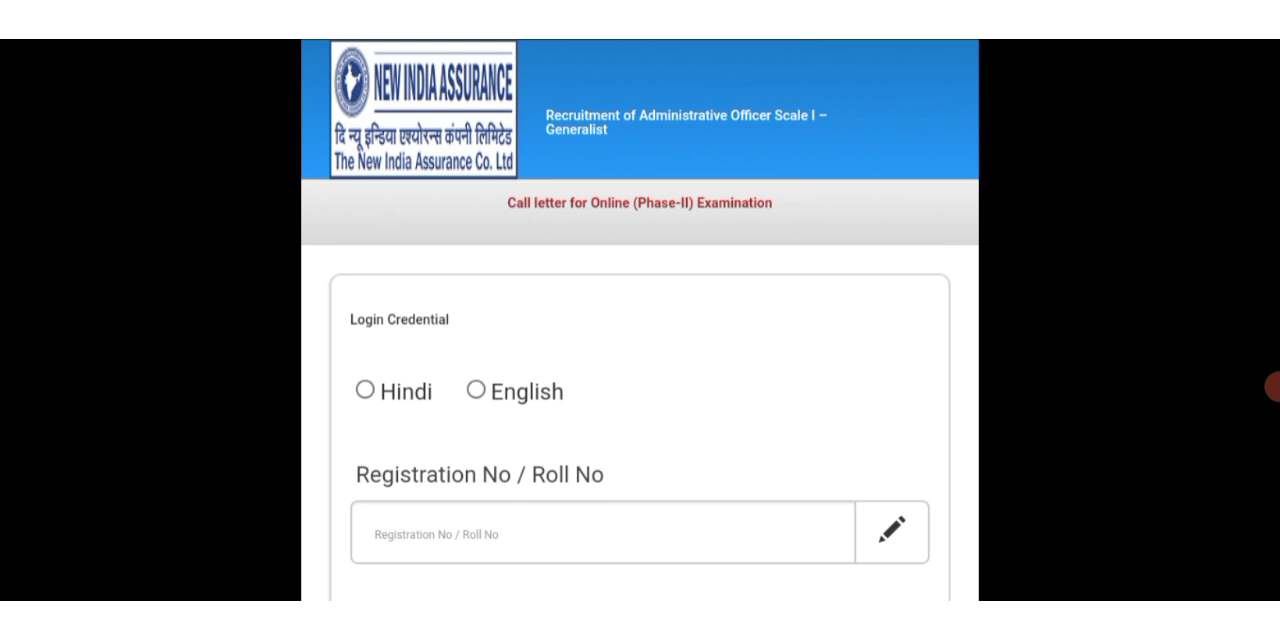 NEW INDIA ASSURANCE
दि न्यू इन्डिया एश्योरन्स कंपनी लिमिटेड
The New India Assurance Co. Ltd
Recruitment of Administrative Officer Scale I –
Generalist
Call letter for Online (Phase-II) Examination
Login Credential
Hindi English
Registration No / Roll No
Registration No / Roll No